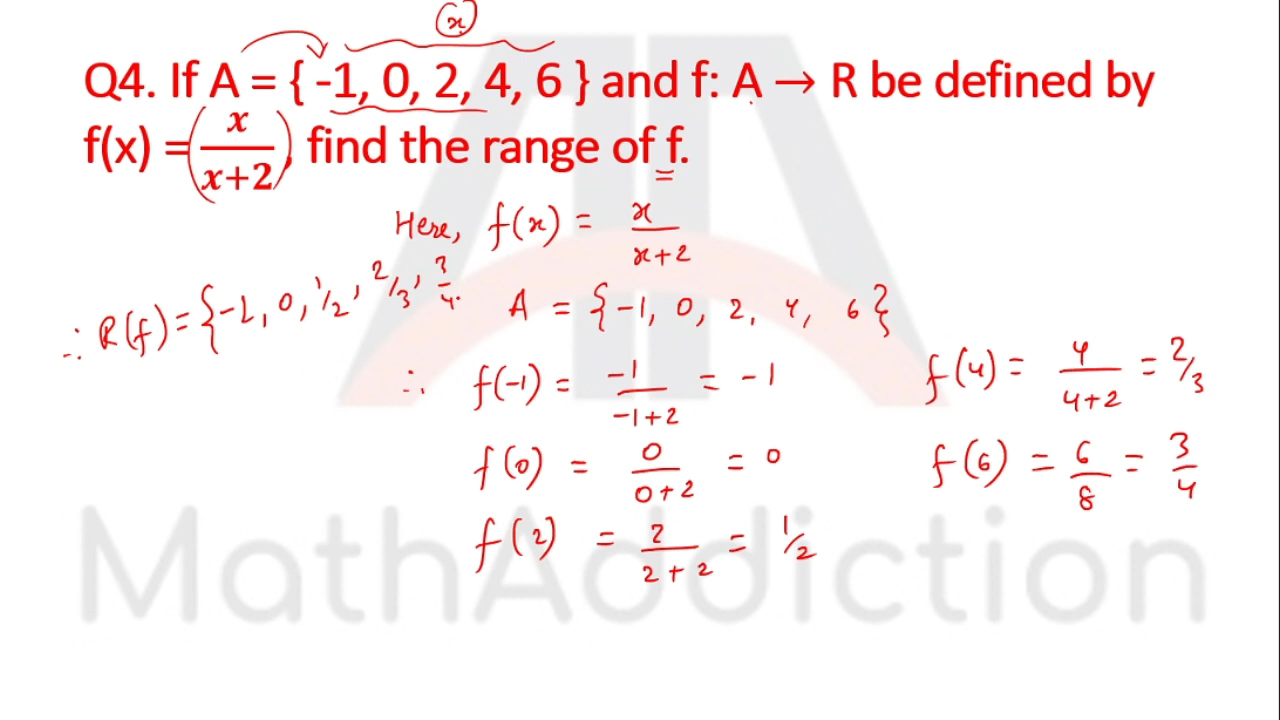 x
Q4. If A = { -1, 0, 2, 4, 6 } and f: A → R be defined by
f(x) = (x/x+2), find the range of f.
Here, f(x) = x/x+2
∴ R(f) = {-1, 0, 1/2, 2/3, 3/4.
A = {-1, 0, 2, 4, 6}
∴ f(-1) = -1/-1+2 = -1
f(0) = 0/0+2 = 0
f(2) = 2/2+2 = 1/2
f(4) = 4/4+2 = 2/3
f(6) = 6/8 = 3/4
MathAddiction